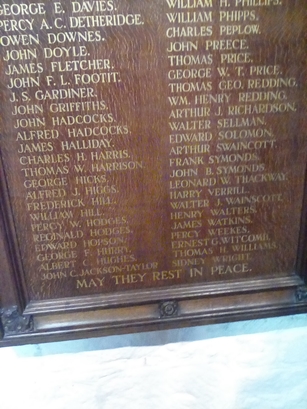 GEORGE E. DAVIES.
PERCY A. C. DETHERIDGE.
OWEN DOWNES.
JOHN DOYLE.
JAMES FLETCHER.
JOHN F. L. FOOTIT.
J. S. GARDINER.
JOHN GRIFFITHS.
JOHN HADCOCKS.
ALFRED HADCOCKS.
JAMES HALLIDAY.
CHARLES H. HARRIS.
THOMAS W. HARRISON.
GEORGE HICKS.
ALFRED J. HIGGS.
FREDERICK HILL.
WILLIAM HILL.
PERCY W. HODGES.
REGINALD HODGES.
EDWARD HOPSON.
GEORGE F.
ALBERT C. HUGHES.
JOHN C. JACKSON-TAYLOR
WILLIAM H. PHILLIPS.
WILLIAM PHIPPS.
CHARLES PEPLOW.
JOHN PREECE.
THOMAS PRICE.
GEORGE W. T. PRICE.
THOMAS GEO. REDDING.
WM. HENRY REDDING.
ARTHUR J. RICHARDSON.
WALTER SELLMAN.
EDWARD SOLOMON.
ARTHUR SWAINCOTT.
FRANK SYMONDS.
JOHN B. SYMONDS
LEONARD W. THACKWAY.
HARRY VERRILL.
WALTER J. WAINSCOTT.
HENRY WALTERS.
JAMES WATKINS.
PERCY WEEKES.
ERNEST G. WITCOMB.
THOMAS H. WILLIAMS.
SIDNEY WRIGHT.
MAY THEY REST IN PEACE.